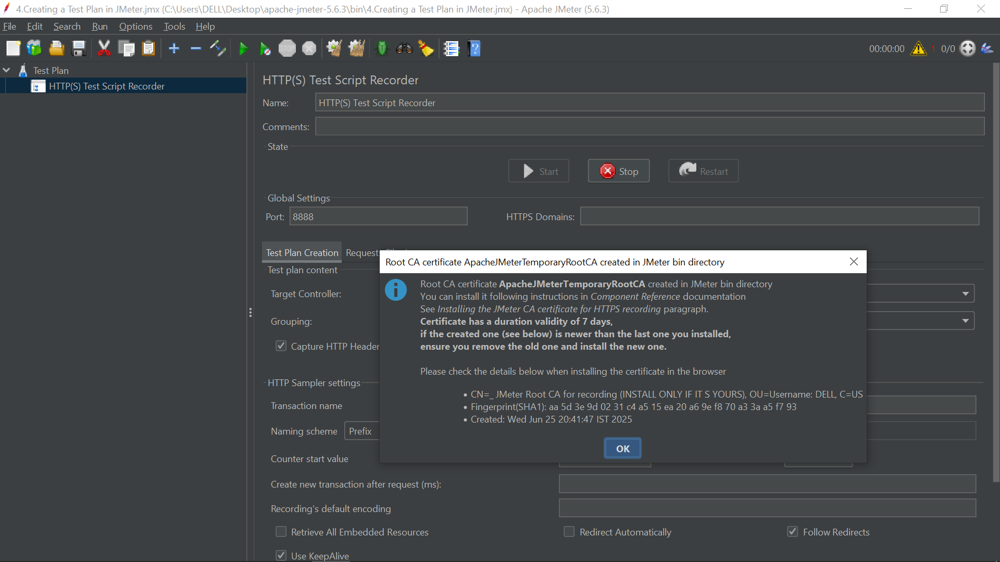 4.Creating a Test Plan in JMeter.jmx (C:\Users\DELL\Desktop\apache-jmeter-5.6.3\bin\4.Creating a Test Plan in JMeter.jmx) - Apache JMeter (5.6.3)
File Edit Search Run Options Tools Help
STOP
00:00:00 1 0/0
Test Plan
HTTP(S) Test Script Recorder
HTTP(S) Test Script Recorder
Name: HTTP(S) Test Script Recorder
Comments:
State
Start Stop Restart
Global Settings
Port: 8888 HTTPS Domains:
Test Plan Creation Request
Test plan content
Target Controller:
Grouping:
Capture HTTP Header
HTTP Sampler settings
Transaction name
Naming scheme Prefix
Counter start value
Create new transaction after request (ms):
Recording's default encoding
Retrieve All Embedded Resources Redirect Automatically Follow Redirects
Use KeepAlive
Root CA certificate ApacheJMeterTemporaryRootCA created in JMeter bin directory
Root CA certificate ApacheJMeterTemporaryRootCA created in JMeter bin directory
You can install it following instructions in Component Reference documentation
See Installing the JMeter CA certificate for HTTPS recording paragraph.
Certificate has a duration validity of 7 days,
if the created one (see below) is newer than the last one you installed,
ensure you remove the old one and install the new one.
Please check the details below when installing the certificate in the browser
• CN=_ JMeter Root CA for recording (INSTALL ONLY IF IT S YOURS), OU=Username: DELL, C=US
• Fingerprint(SHA1): aa 5d 3e 9d 02 31 c4 a5 15 ea 20 a6 9e f8 70 a3 3a a5 f7 93
• Created: Wed Jun 25 20:41:47 IST 2025
OK